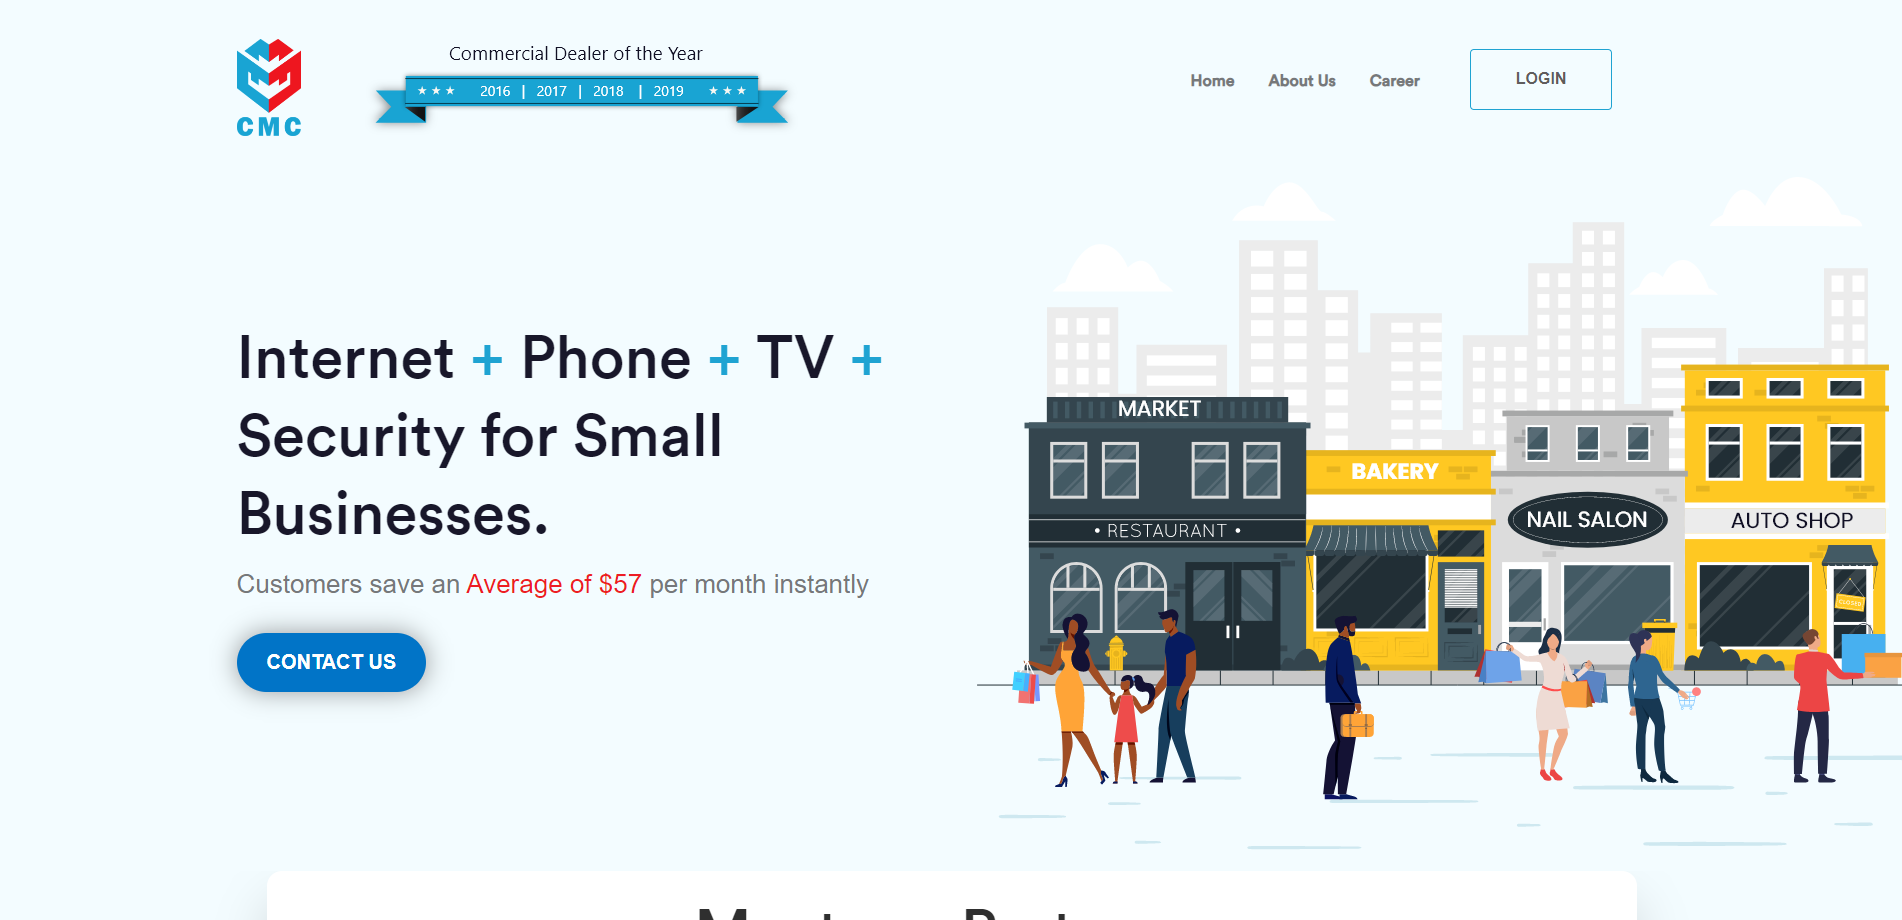 CMC
Commercial Dealer of the Year
★ ★ ★ 2016 | 2017 | 2018 | 2019 ★ ★ ★
Home About Us Career LOGIN
Internet + Phone + TV +
Security for Small
Businesses.
Customers save an Average of $57 per month instantly
CONTACT US
MARKET
• RESTAURANT •
BAKERY
NAIL SALON
AUTO SHOP
CLOSED